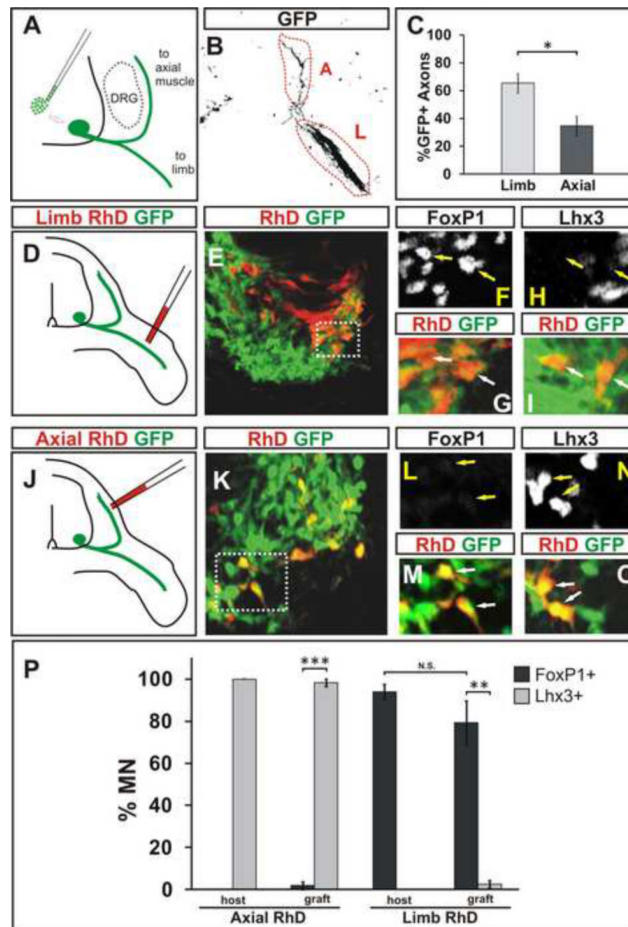 A
to
axial
muscle
DRG
to
limb
GFP
B
A
L
C
*
%GFP+ Axons
100
80
60
40
20
0
Limb
Axial
Limb RhD GFP
D
RhD GFP
E
FoxP1
F
Lhx3
H
RhD GFP
G
RhD GFP
I
Axial RhD GFP
J
RhD GFP
K
FoxP1
L
Lhx3
N
RhD GFP
M
RhD GFP
O
P
% MN
100
80
60
40
20
0
***
N.S.
**
FoxP1+
Lhx3+
host
graft
host
graft
Axial RhD
Limb RhD